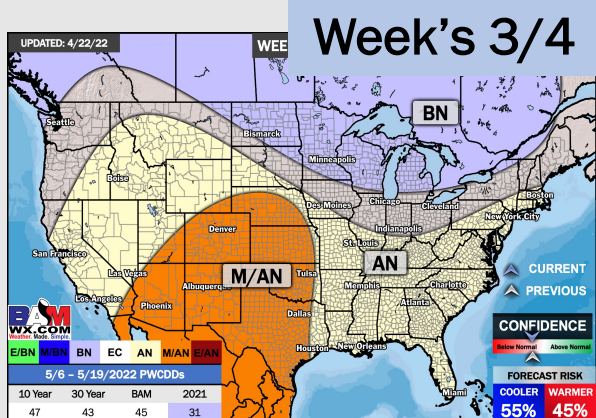 Week's 3/4
UPDATED: 4/22/22
WEE
BN
Seattle
Bismarck
Minneapolis
Boise
Des Moines
Chicago
Cleveland
Boston
New York City
Indianapolis
Denver
St. Louis
San Francisco
Las Vegas
M/AN
Tulsa
AN
CURRENT
Albuquerque
Memphis
Charlotte
PREVIOUS
Los Angeles
Phoenix
Atlanta
Dallas
BAM
WX.COM
Weather. Made. Simple.
CONFIDENCE
Below Normal
Above Normal
Houston
New Orleans
E/BN M/BN BN EC AN M/AN E/AN
5/6 – 5/19/2022 PWCDDs
FORECAST RISK
Miami
COOLER WARMER
10 Year 30 Year BAM 2021
55% 45%
47 43 45 31